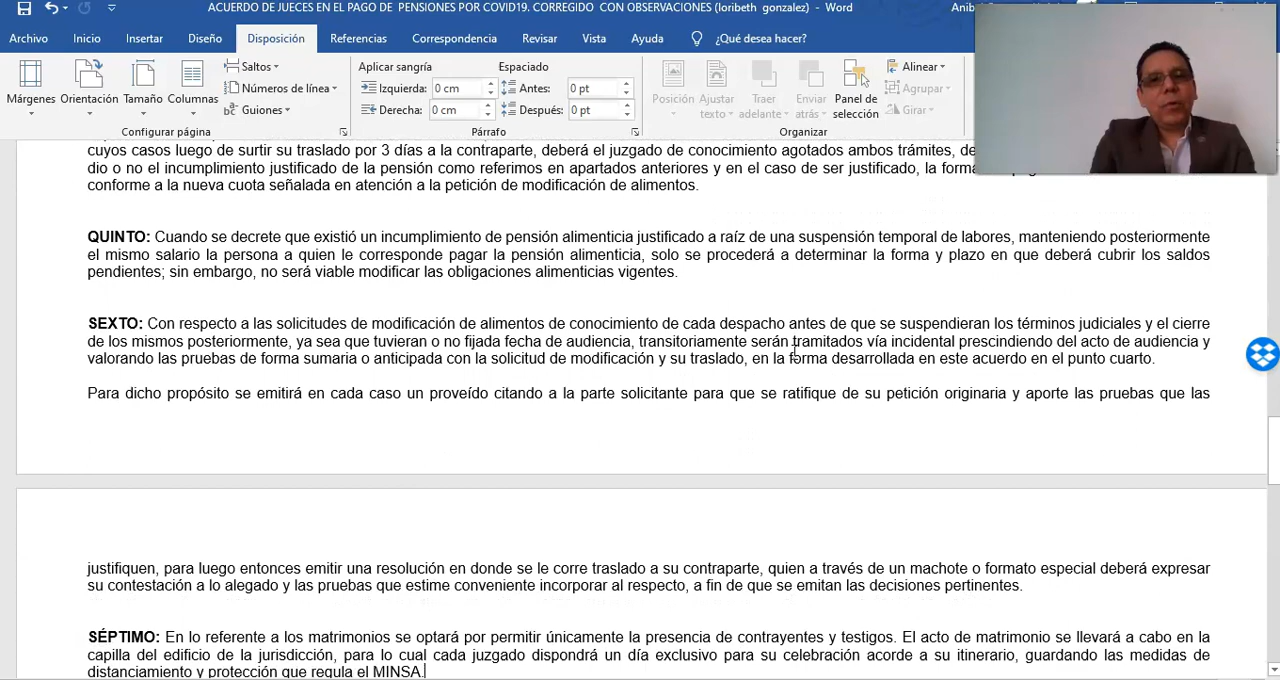 ACUERDO DE JUECES EN EL PAGO DE PENSIONES POR COVID19. CORREGIDO CON OBSERVACIONES (loribeth gonzalez) - Word
Archivo Inicio Insertar Diseño Disposición Referencias Correspondencia Revisar Vista Ayuda ¿Qué desea hacer?
Márgenes Orientación Tamaño Columnas
Saltos
Números de línea
Guiones
Configurar página
Aplicar sangría Espaciado
Izquierda: 0 cm Antes: 0 pt
Derecha: 0 cm Después: 0 pt
Párrafo
Posición Ajustar texto Traer adelante Enviar atrás Panel de selección
Alinear
Agrupar
Girar
Organizar
cuyos casos luego de surtir su traslado por 3 días a la contraparte, deberá el juzgado de conocimiento agotados ambos trámites,
dio o no el incumplimiento justificado de la pensión como referimos en apartados anteriores y en el caso de ser justificado, la
conforme a la nueva cuota señalada en atención a la petición de modificación de alimentos.
QUINTO: Cuando se decrete que existió un incumplimiento de pensión alimenticia justificado a raíz de una suspensión temporal de labores, manteniendo posteriormente
el mismo salario la persona a quien le corresponde pagar la pensión alimenticia, solo se procederá a determinar la forma y plazo en que deberá cubrir los saldos
pendientes; sin embargo, no será viable modificar las obligaciones alimenticias vigentes.
SEXTO: Con respecto a las solicitudes de modificación de alimentos de conocimiento de cada despacho antes de que se suspendieran los términos judiciales y el cierre
de los mismos posteriormente, ya sea que tuvieran o no fijada fecha de audiencia, transitoriamente serán tramitados vía incidental prescindiendo del acto de audiencia y
valorando las pruebas de forma sumaria o anticipada con la solicitud de modificación y su traslado, en la forma desarrollada en este acuerdo en el punto cuarto.
Para dicho propósito se emitirá en cada caso un proveído citando a la parte solicitante para que se ratifique de su petición originaria y aporte las pruebas que las
justifiquen, para luego entonces emitir una resolución en donde se le corre traslado a su contraparte, quien a través de un machote o formato especial deberá expresar
su contestación a lo alegado y las pruebas que estime conveniente incorporar al respecto, a fin de que se emitan las decisiones pertinentes.
SÉPTIMO: En lo referente a los matrimonios se optará por permitir únicamente la presencia de contrayentes y testigos. El acto de matrimonio se llevará a cabo en la
capilla del edificio de la jurisdicción, para lo cual cada juzgado dispondrá un día exclusivo para su celebración acorde a su itinerario, guardando las medidas de
distanciamiento y protección que regula el MINSA.